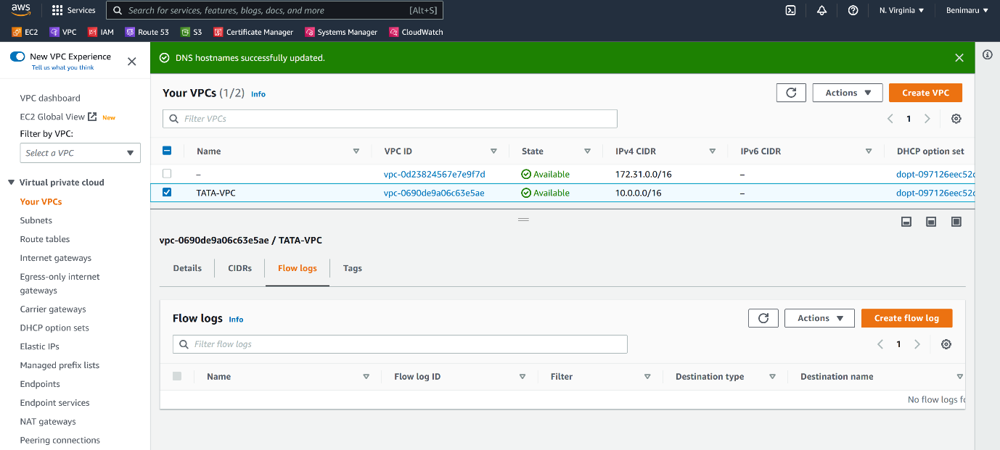 aws Services Search for services, features, blogs, docs, and more [Alt+S] N. Virginia Benimaru
EC2 VPC IAM Route 53 S3 Certificate Manager Systems Manager CloudWatch
New VPC Experience
Tell us what you think
VPC dashboard
EC2 Global View New
Filter by VPC:
Select a VPC
Virtual private cloud
Your VPCs
Subnets
Route tables
Internet gateways
Egress-only internet
gateways
Carrier gateways
DHCP option sets
Elastic IPs
Managed prefix lists
Endpoints
Endpoint services
NAT gateways
Peering connections
DNS hostnames successfully updated.
Your VPCs (1/2) Info Actions Create VPC
Filter VPCs 1
Name VPC ID State IPv4 CIDR IPv6 CIDR DHCP option set
– vpc-0d23824567e7e9f7d Available 172.31.0.0/16 – dopt-097126eec52c
TATA-VPC vpc-0690de9a06c63e5ae Available 10.0.0.0/16 – dopt-097126eec52c
vpc-0690de9a06c63e5ae / TATA-VPC
Details CIDRs Flow logs Tags
Flow logs Info Actions Create flow log
Filter flow logs 1
Name Flow log ID Filter Destination type Destination name
No flow logs fo